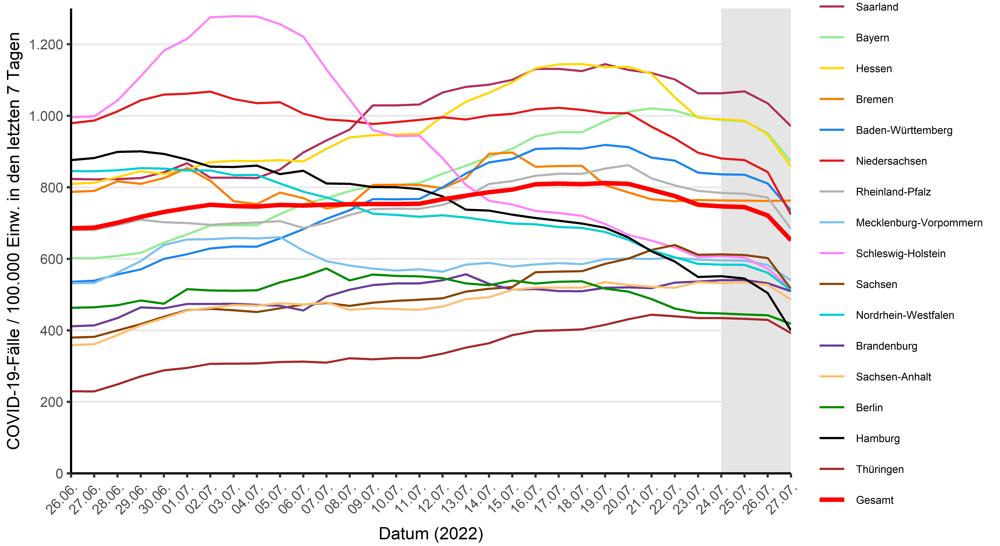 COVID-19-Fälle / 100.000 Einw. in den letzten 7 Tagen
1.200
1.000
800
600
400
200
0
26.06.
27.06.
28.06.
29.06.
30.06.
01.07.
02.07.
03.07.
04.07.
05.07.
06.07.
07.07.
08.07.
09.07.
10.07.
11.07.
12.07.
13.07.
14.07.
15.07.
16.07.
17.07.
18.07.
19.07.
20.07.
21.07.
22.07.
23.07.
24.07.
25.07.
26.07.
27.07.
Datum (2022)
Saarland
Bayern
Hessen
Bremen
Baden-Württemberg
Niedersachsen
Rheinland-Pfalz
Mecklenburg-Vorpommern
Schleswig-Holstein
Sachsen
Nordrhein-Westfalen
Brandenburg
Sachsen-Anhalt
Berlin
Hamburg
Thüringen
Gesamt